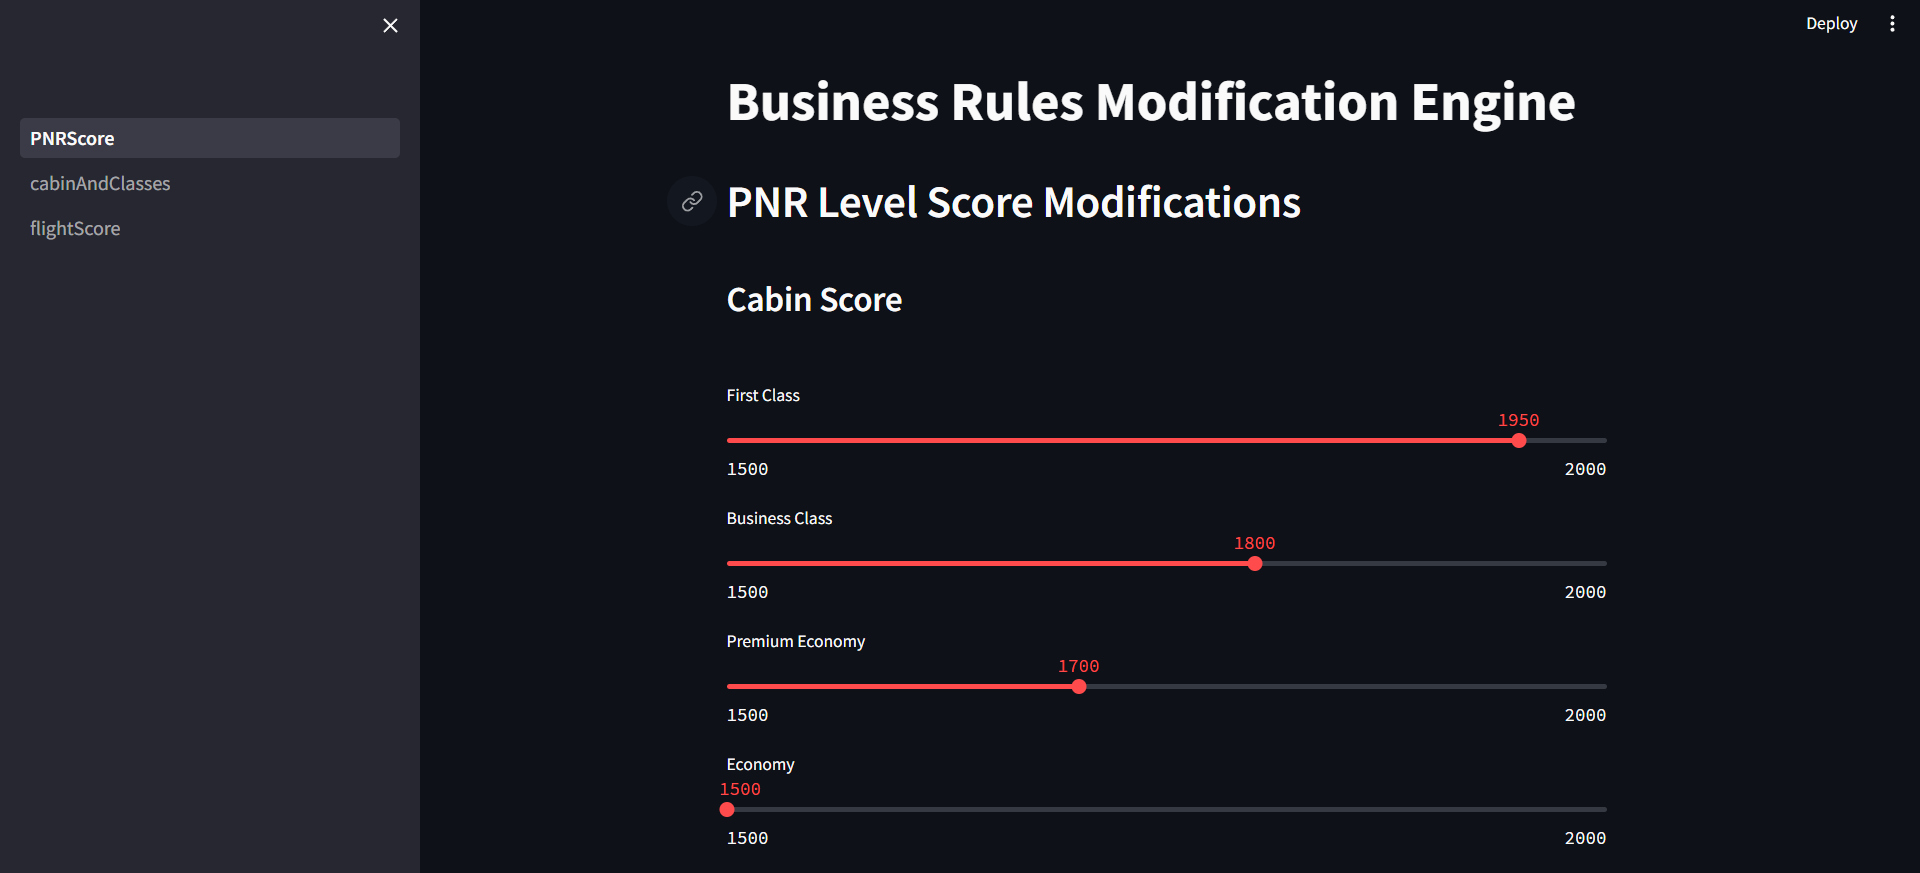 Deploy
PNRScore
cabinAndClasses
flightScore
Business Rules Modification Engine
PNR Level Score Modifications
Cabin Score
First Class
1950
1500 2000
Business Class
1800
1500 2000
Premium Economy
1700
1500 2000
Economy
1500
1500 2000